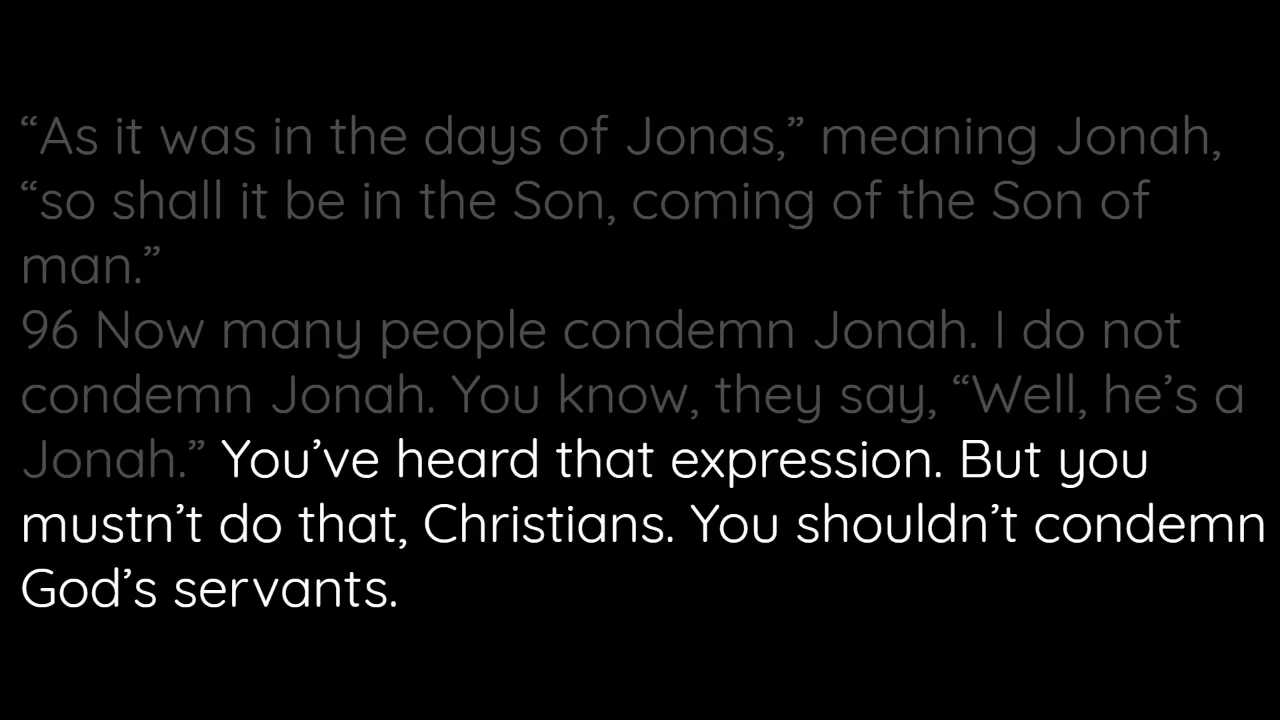 “As it was in the days of Jonas,” meaning Jonah,
“so shall it be in the Son, coming of the Son of
man.”
96 Now many people condemn Jonah. I do not
condemn Jonah. You know, they say, “Well, he’s a
Jonah.” You’ve heard that expression. But you
mustn’t do that, Christians. You shouldn’t condemn
God’s servants.